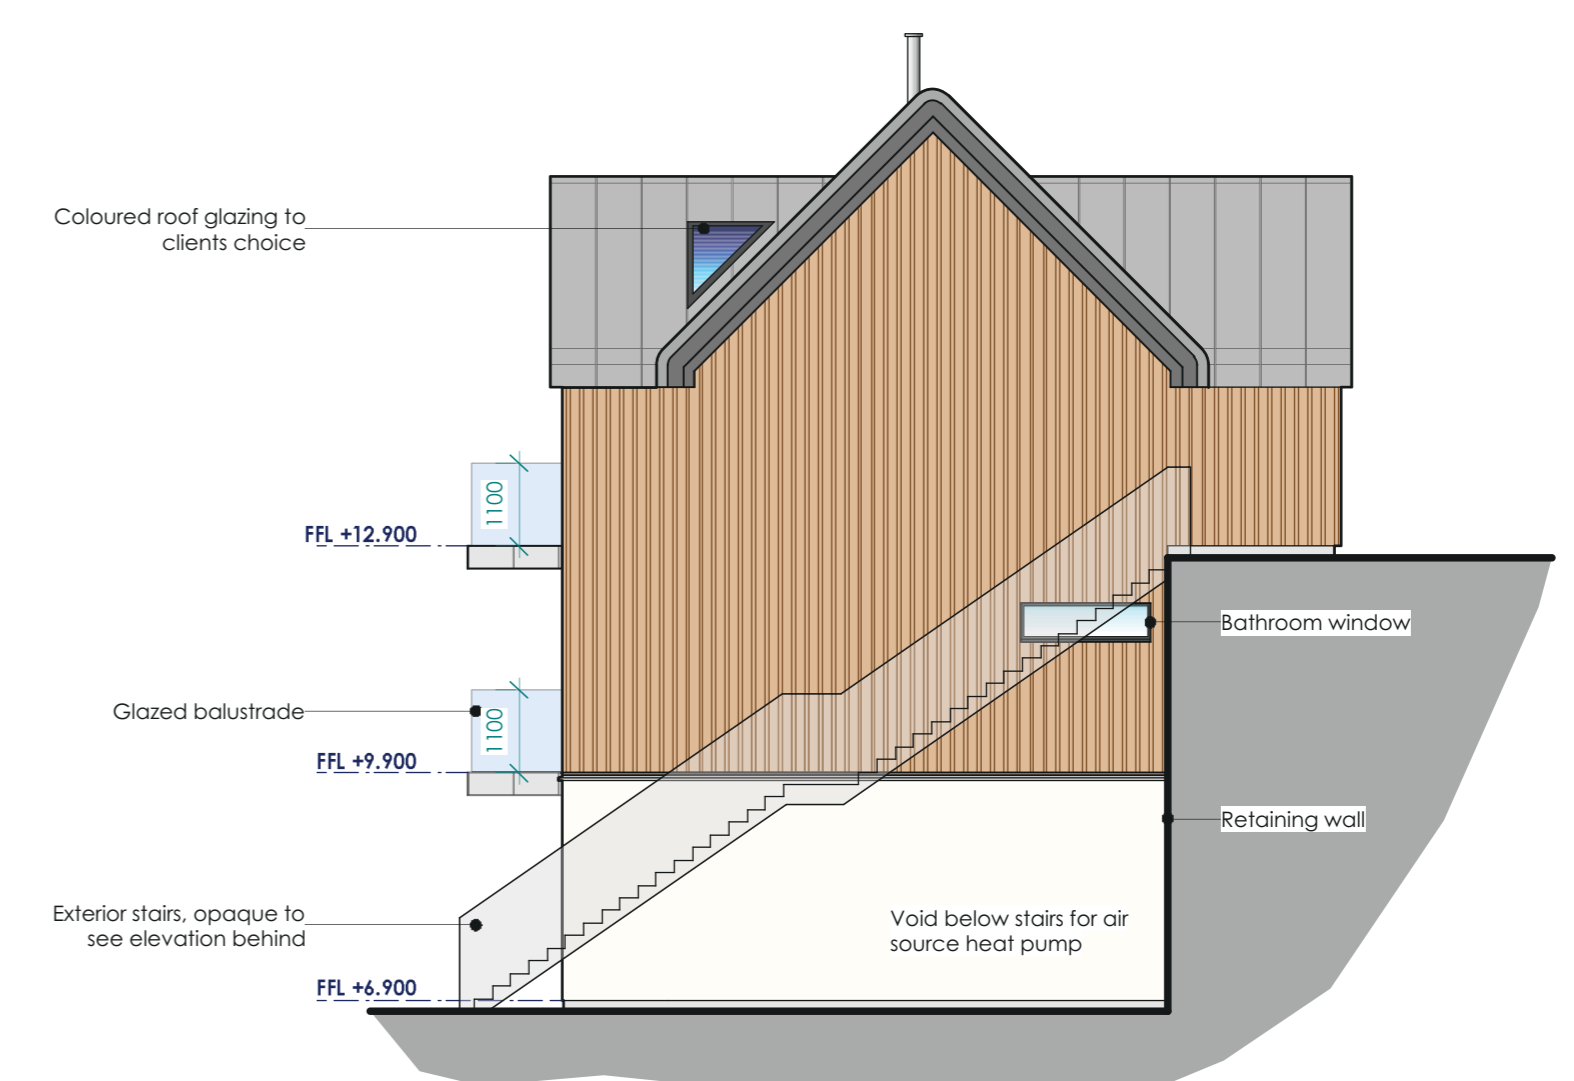 Coloured roof glazing to
clients choice
1100
FFL +12.900
Bathroom window
Glazed balustrade
1100
FFL +9.900
Retaining wall
Exterior stairs, opaque to
see elevation behind
Void below stairs for air
source heat pump
FFL +6.900